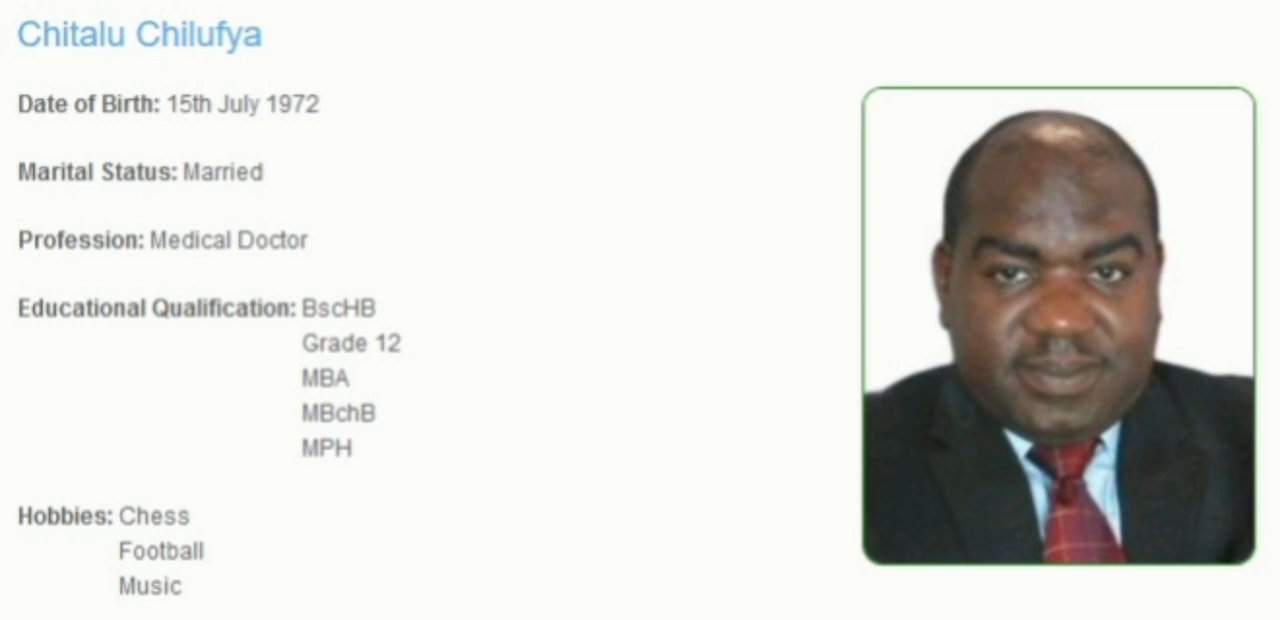 Chitalu Chilufya
Date of Birth: 15th July 1972
Marital Status: Married
Profession: Medical Doctor
Educational Qualification: BscHB
Grade 12
MBA
MBchB
MPH
Hobbies: Chess
Football
Music